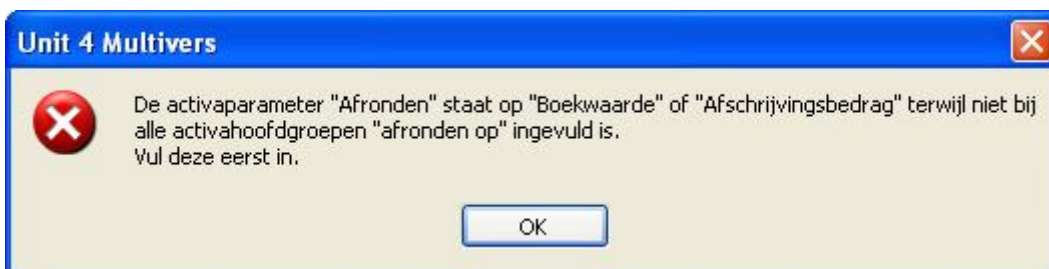 Unit 4 Multivers
De activaparameter "Afronden" staat op "Boekwaarde" of "Afschrijvingsbedrag" terwijl niet bij
alle activahoofdgroepen "afronden op" ingevuld is.
Vul deze eerst in.
OK